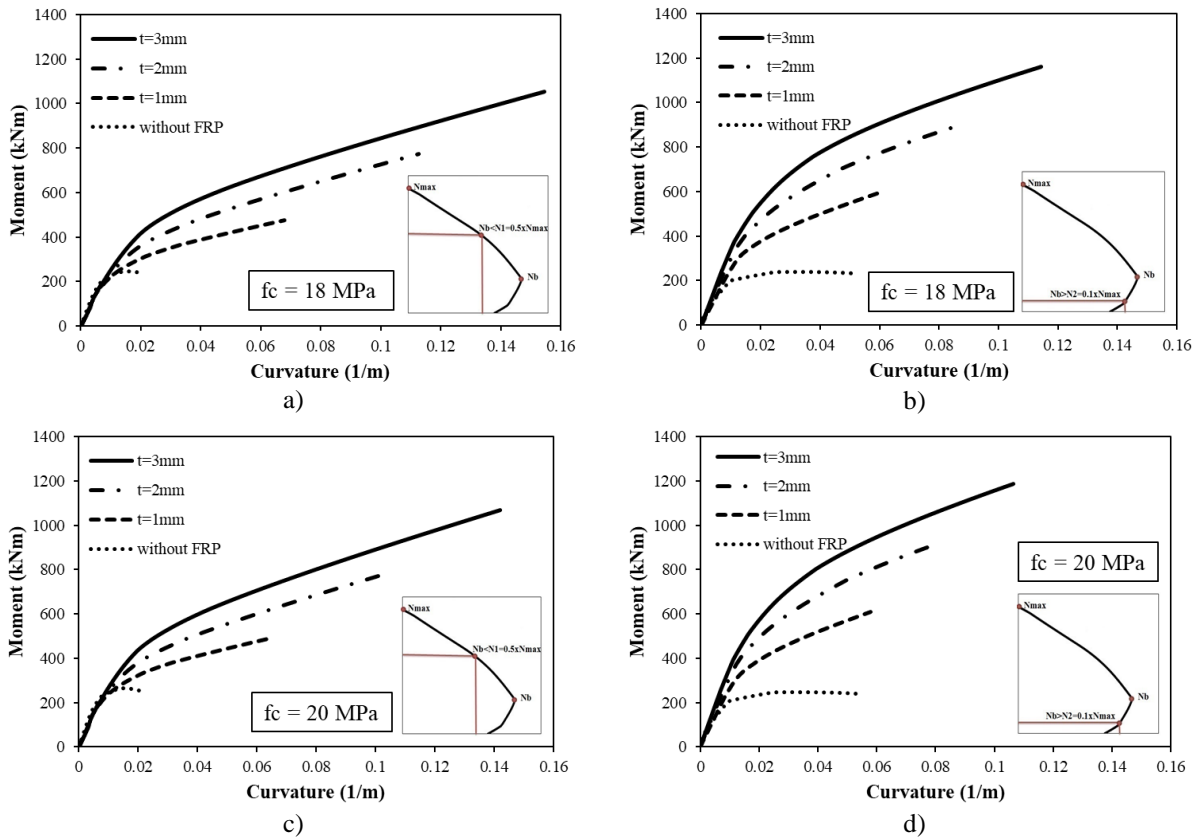 1400
1200
1000
800
600
400
200
0
Moment (kNm)
t=3mm
t=2mm
t=1mm
without FRP
Nmax
Nb<N1=0.5xNmax
Nb
fc = 18 MPa
0 0.02 0.04 0.06 0.08 0.1 0.12 0.14 0.16
Curvature (1/m)
a)
1400
1200
1000
800
600
400
200
0
Moment (kNm)
t=3mm
t=2mm
t=1mm
without FRP
Nmax
Nb
Nb>N2=0.1xNmax
fc = 18 MPa
0 0.02 0.04 0.06 0.08 0.1 0.12 0.14 0.16
Curvature (1/m)
b)
1400
1200
1000
800
600
400
200
0
Moment (kNm)
t=3mm
t=2mm
t=1mm
without FRP
Nmax
Nb<N1=0.5xNmax
Nb
fc = 20 MPa
0 0.02 0.04 0.06 0.08 0.1 0.12 0.14 0.16
Curvature (1/m)
c)
1400
1200
1000
800
600
400
200
0
Moment (kNm)
t=3mm
t=2mm
t=1mm
without FRP
fc = 20 MPa
Nmax
Nb
Nb>N2=0.1xNmax
0 0.02 0.04 0.06 0.08 0.1 0.12 0.14 0.16
Curvature (1/m)
d)